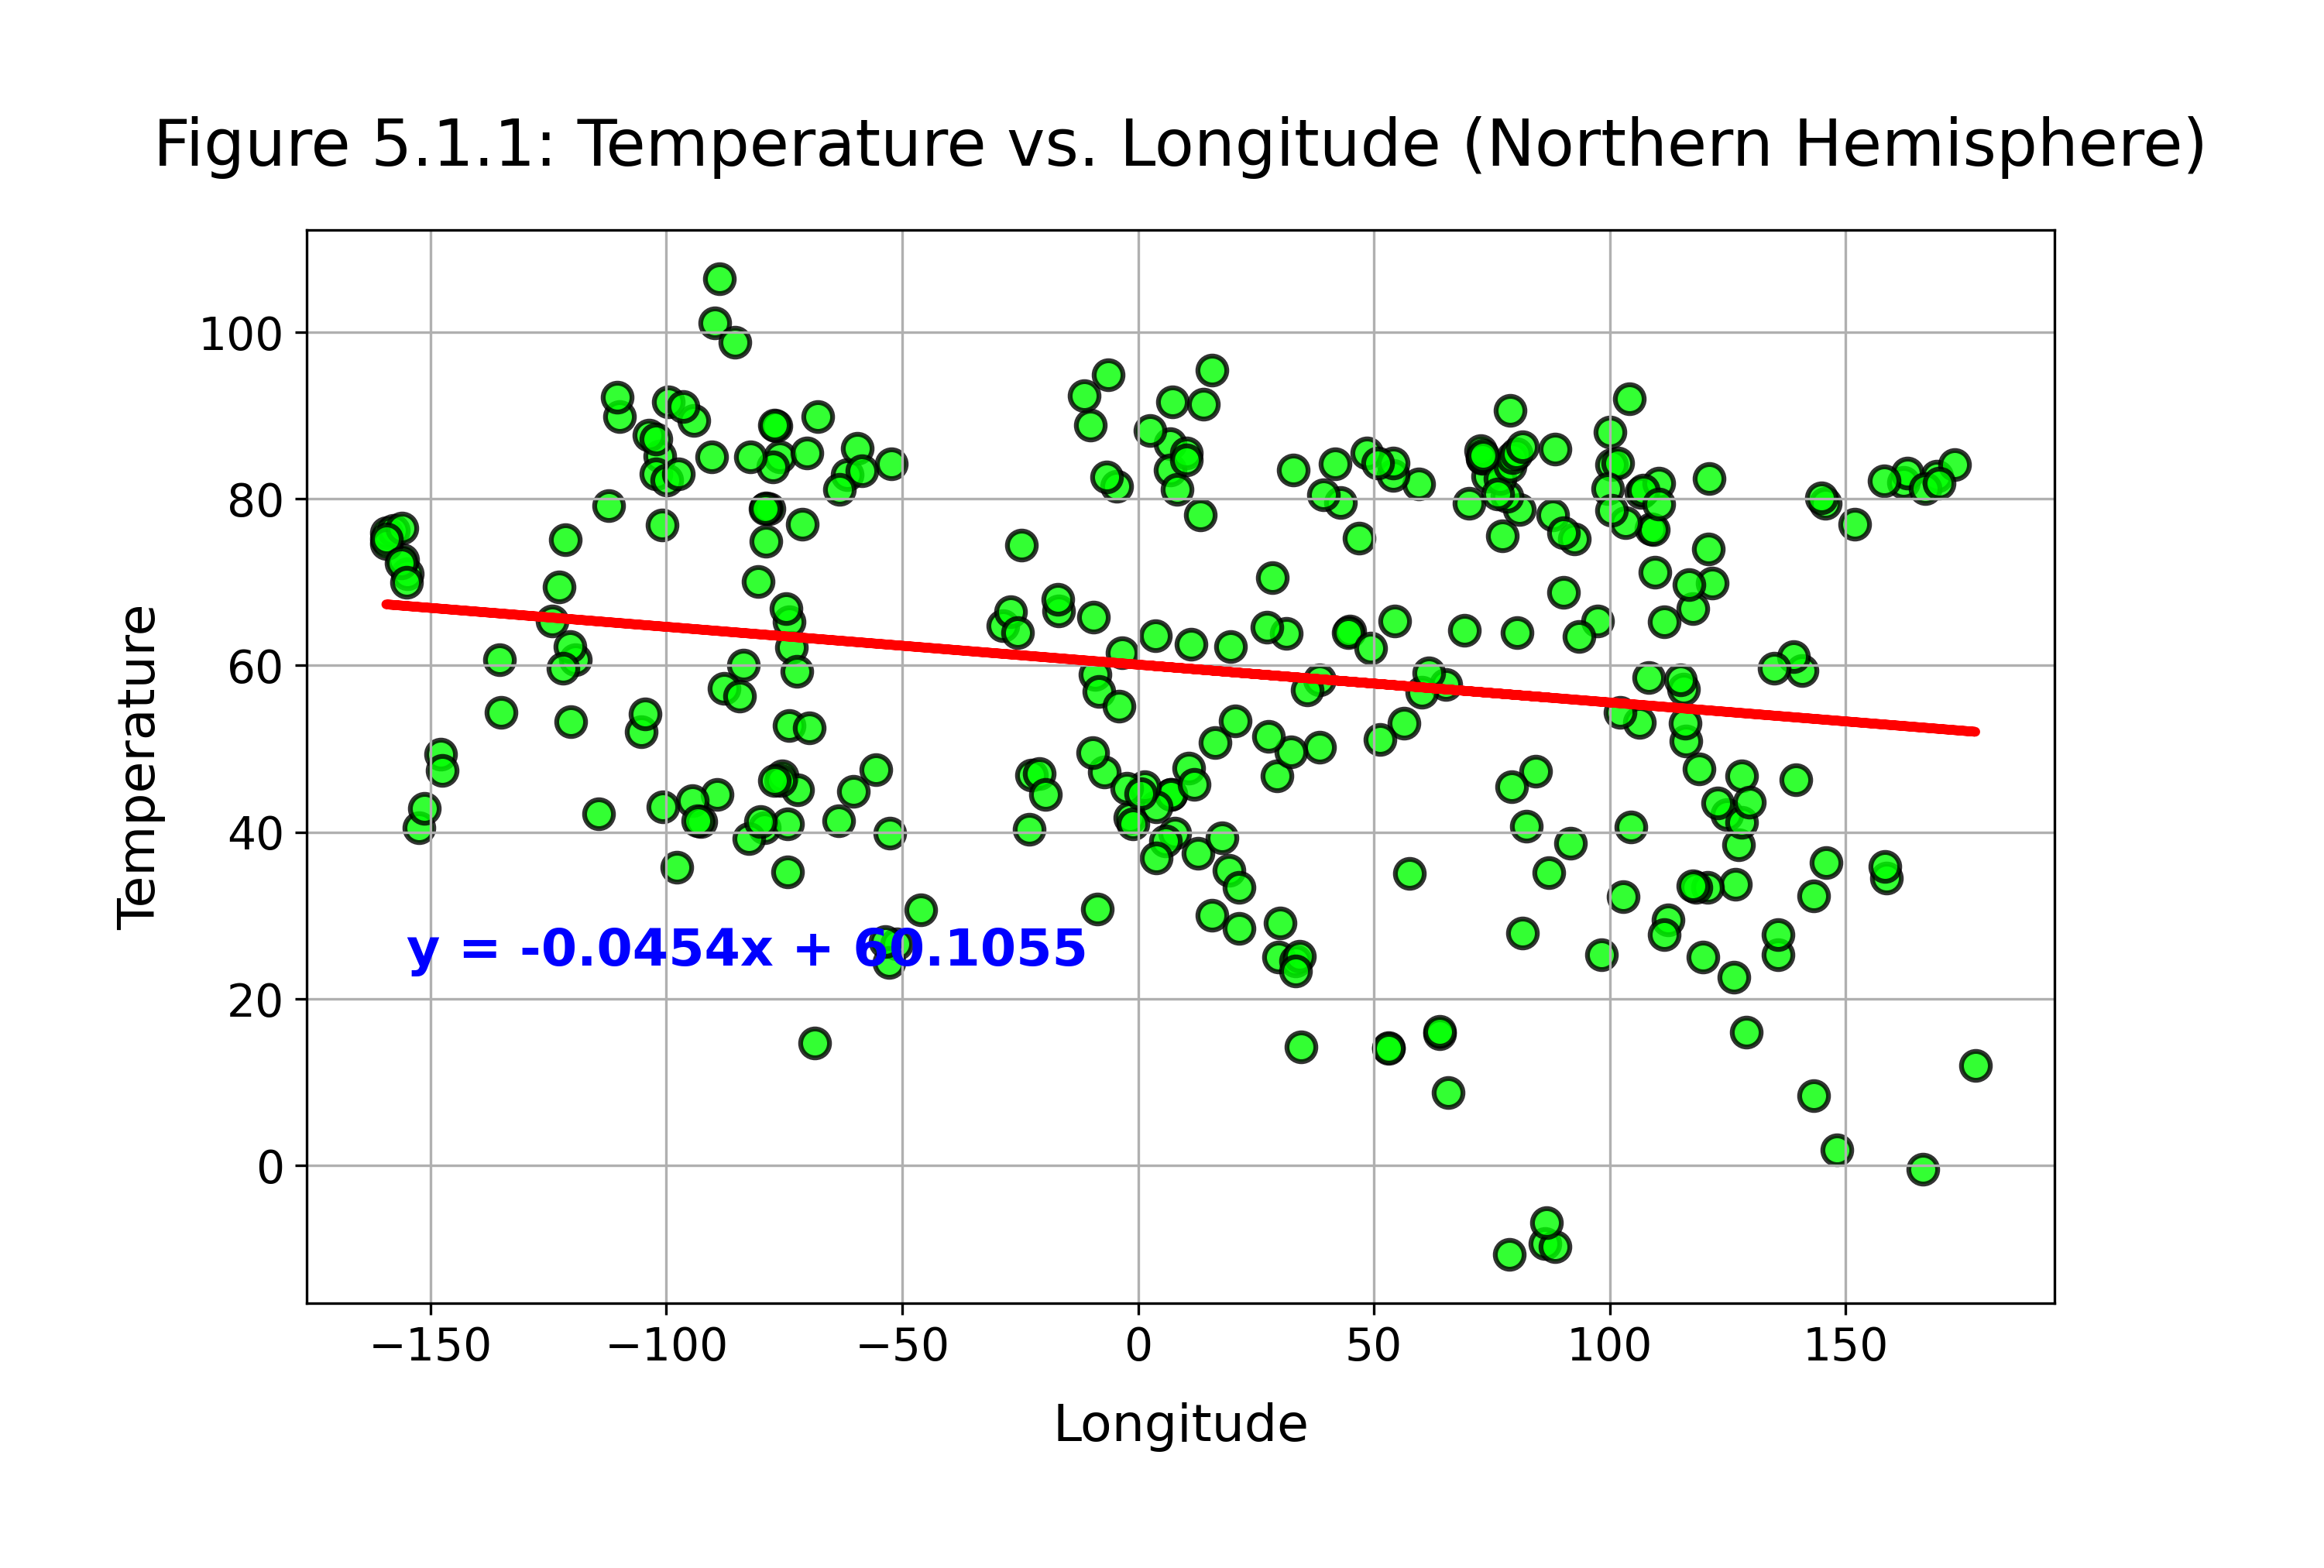 Figure 5.1.1: Temperature vs. Longitude (Northern Hemisphere)
Temperature
100
80
60
40
20
0
y = -0.0454x + 60.1055
−150 −100 −50 0 50 100 150
Longitude